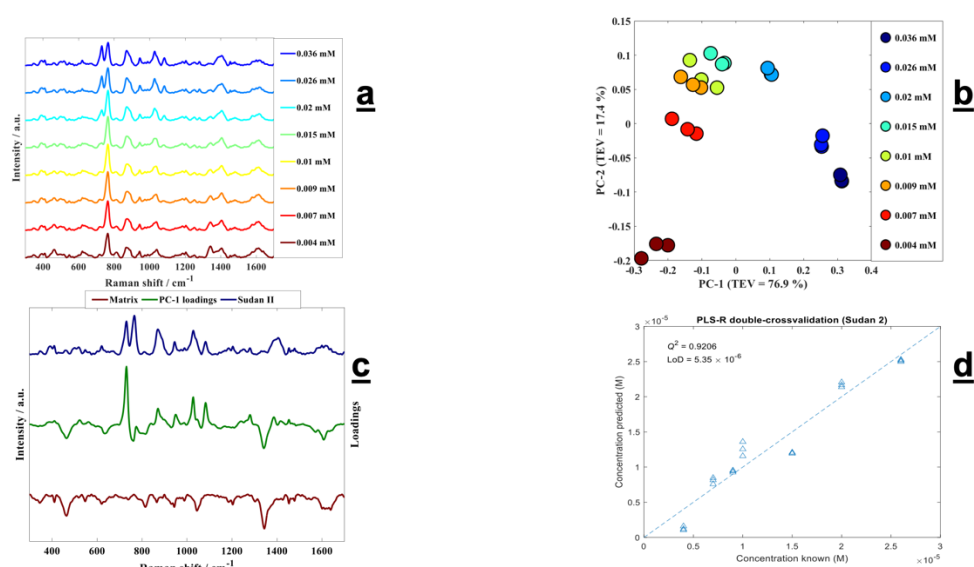 0.036 mM
0.026 mM
0.02 mM
0.015 mM
0.01 mM
0.009 mM
0.007 mM
0.004 mM
Intensity / a.u.
400 600 800 1000 1200 1400 1600
Raman shift / cm-1
a
0.15
0.1
0.05
0
-0.05
-0.1
-0.15
-0.2
PC-2 (TEV = 17.4 %)
-0.3 -0.2 -0.1 0 0.1 0.2 0.3 0.4
PC-1 (TEV = 76.9 %)
0.036 mM
0.026 mM
0.02 mM
0.015 mM
0.01 mM
0.009 mM
0.007 mM
0.004 mM
b
Matrix PC-1 loadings Sudan II
Intensity / a.u.
Loadings
400 600 800 1000 1200 1400 1600
Raman shift / cm-1
c
PLS-R double-crossvalidation (Sudan 2)
× 10-5
Q2 = 0.9206
LoD = 5.35 × 10-6
3
2.5
2
1.5
1
0.5
0
Concentration predicted (M)
0 0.5 1 1.5 2 2.5 3
Concentration known (M)
× 10-5
d